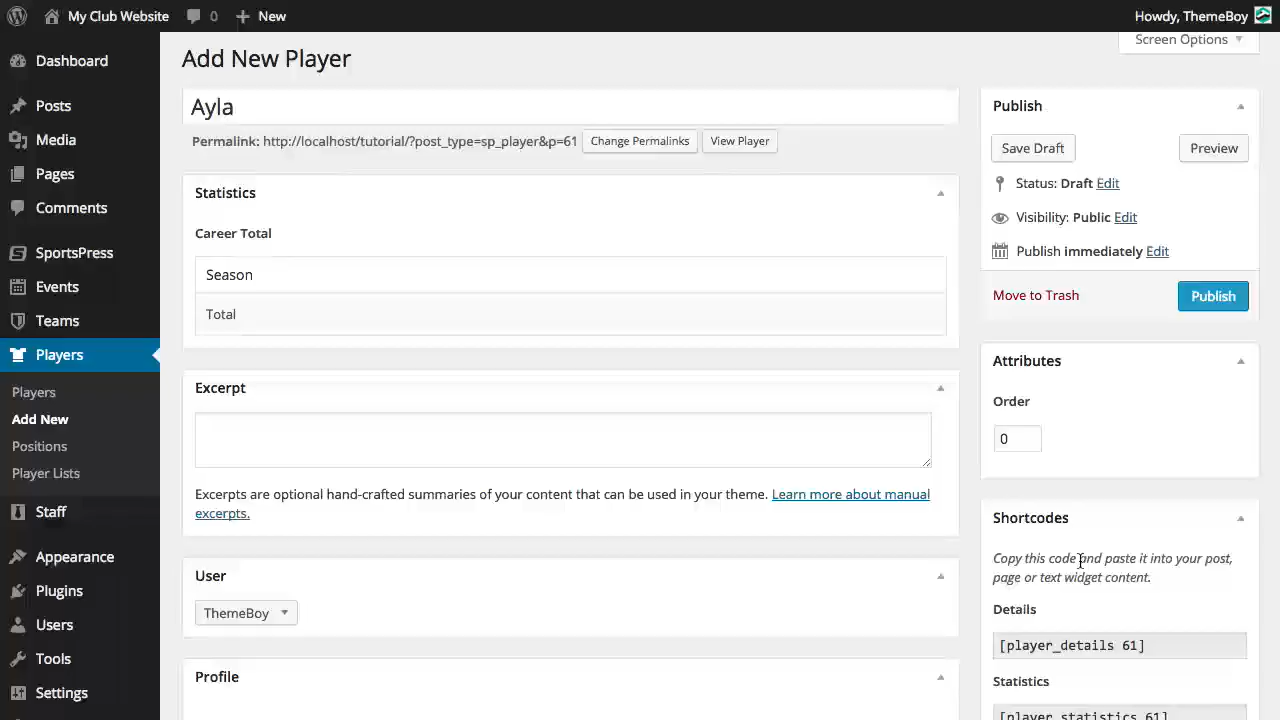 My Club Website 0 New Howdy, ThemeBoy
Screen Options
Dashboard
Posts
Media
Pages
Comments
SportsPress
Events
Teams
Players
Players
Add New
Positions
Player Lists
Staff
Appearance
Plugins
Users
Tools
Settings
Add New Player
Ayla
Permalink: http://localhost/tutorial/?post_type=sp_player&p=61 Change Permalinks View Player
Statistics
Career Total
Season
Total
Excerpt
Excerpts are optional hand-crafted summaries of your content that can be used in your theme. Learn more about manual
excerpts.
User
ThemeBoy
Profile
Publish
Save Draft Preview
Status: Draft Edit
Visibility: Public Edit
Publish immediately Edit
Move to Trash Publish
Attributes
Order
0
Shortcodes
Copy this code and paste it into your post,
page or text widget content.
Details
[player_details 61]
Statistics
[player_statistics 61]